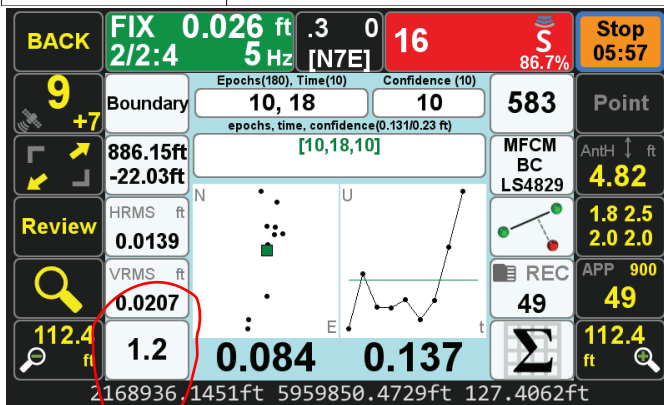 BACK
FIX 0.026 ft
2/2:4 5 Hz
.3 0
[N7E]
16
S
86.7%
Stop
05:57
9
+7
Boundary
Epochs(180), Time(10)
10, 18
Confidence (10)
10
583
Point
epochs, time, confidence(0.131/0.23 ft)
[10,18,10]
886.15ft
-22.03ft
MFCM
BC
LS4829
AntH ft
4.82
Review
HRMS ft
0.0139
N
E
U
t
1.8 2.5
2.0 2.0
VRMS ft
0.0207
REC
49
APP 900
49
112.4
ft
1.2
0.084
0.137
Σ
112.4
ft
2168936.1451ft 5959850.4729ft 127.4062ft